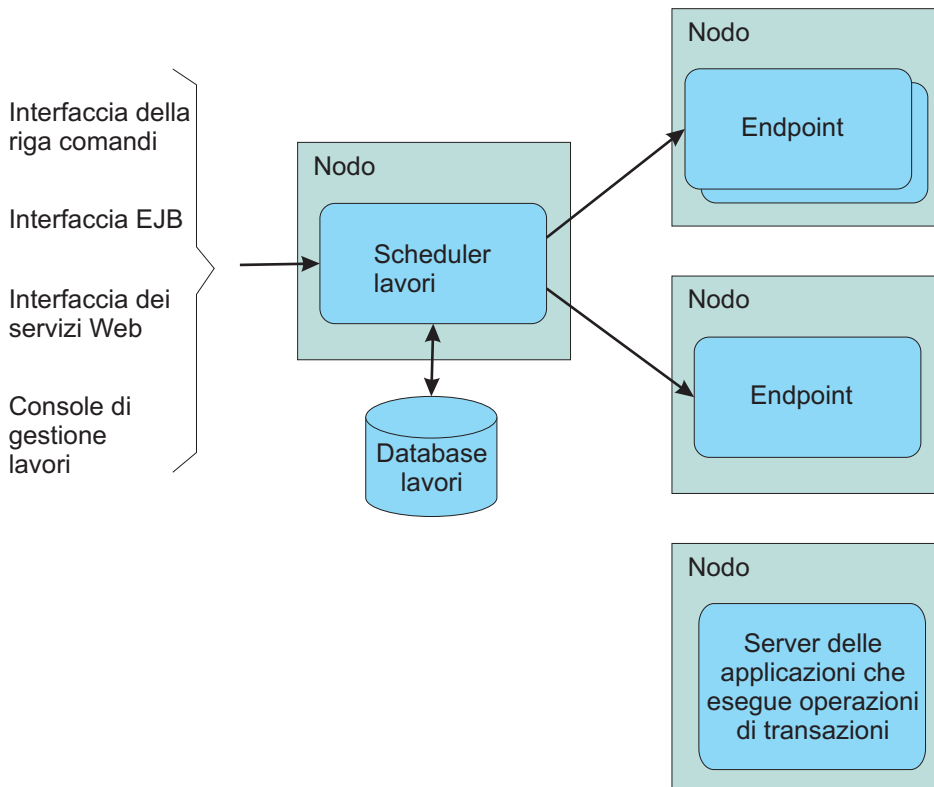 Interfaccia della
riga comandi
Interfaccia EJB
Interfaccia dei
servizi Web
Console di
gestione
lavori
Nodo
Scheduler
lavori
Database
lavori
Nodo
Endpoint
Nodo
Endpoint
Nodo
Server delle
applicazioni che
esegue operazioni
di transazioni